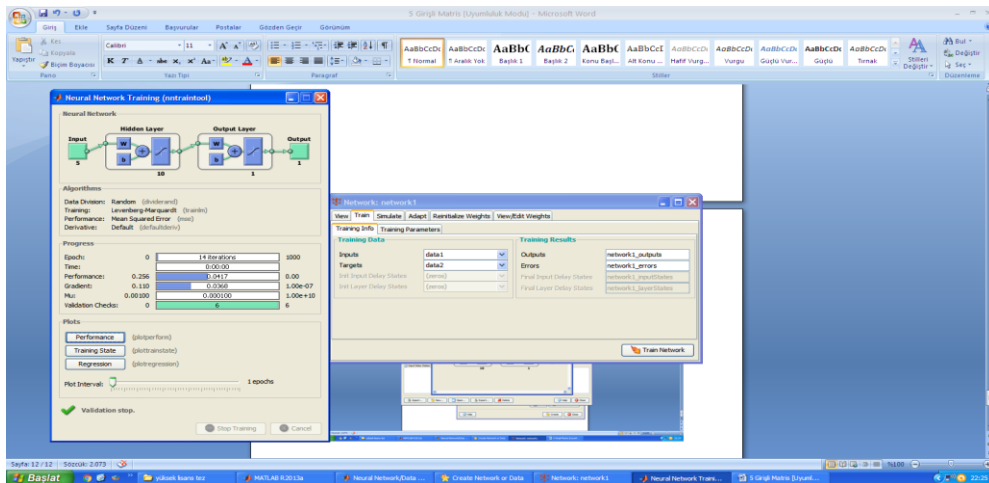 5 Girişli Matris (Uyumluluk Modu) - Microsoft Word
Giriş Ekle Sayfa Düzeni Başvurular Postalar Gözden Geçir Görünüm
Yapıştır
Kes
Kopyala
Biçim Boyacısı
Pano
Calibri 11
Yazı Tipi
Paragraf
AaBbCcDc AaBbCcDc AaBbC AaBbC AaBbC AaBbCcI AaBbCcDc AaBbCcDc AaBbCcDc AaBbCcDc AaBbCcDc
¶ Normal ¶ Aralık Yok Başlık 1 Başlık 2 Konu Başl... Alt Konu ... Hafif Vurg... Vurgu Güçlü Vur... Güçlü Tırnak
Stiller
Stilleri Değiştir
Bul
Değiştir
Seç
Düzenleme
Neural Network Training (nntraintool)
Neural Network
Hidden Layer Output Layer
Input Output
W W
b b
5 10 1 1
Algorithms
Data Division: Random (dividerand)
Training: Levenberg-Marquardt (trainlm)
Performance: Mean Squared Error (mse)
Derivative: Default (defaultderiv)
Progress
Epoch: 0 14 iterations 1000
Time: 0:00:00
Performance: 0.256 0.0417 0.00
Gradient: 0.110 0.0368 1.00e-07
Mu: 0.00100 0.000100 1.00e+10
Validation Checks: 0 6 6
Plots
Performance (plotperform)
Training State (plottrainstate)
Regression (plotregression)
Plot Interval: 1 epochs
Validation stop.
Stop Training Cancel
Network: network1
View Train Simulate Adapt Reinitialize Weights View/Edit Weights
Training Info Training Parameters
Training Data Training Results
Inputs data1 Outputs network1_outputs
Targets data2 Errors network1_errors
Init Input Delay States (zeros) Final Input Delay States network1_inputStates
Init Layer Delay States (zeros) Final Layer Delay States network1_layerStates
Train Network
Sayfa: 12 / 12 Sözcük: 2.073 %100
Başlat yüksek lisans tez MATLAB R2013a Neural Network/Data ... Create Network or Data Network: network1 Neural Network Train... 5 Girişli Matris [Uyuml... 22:25